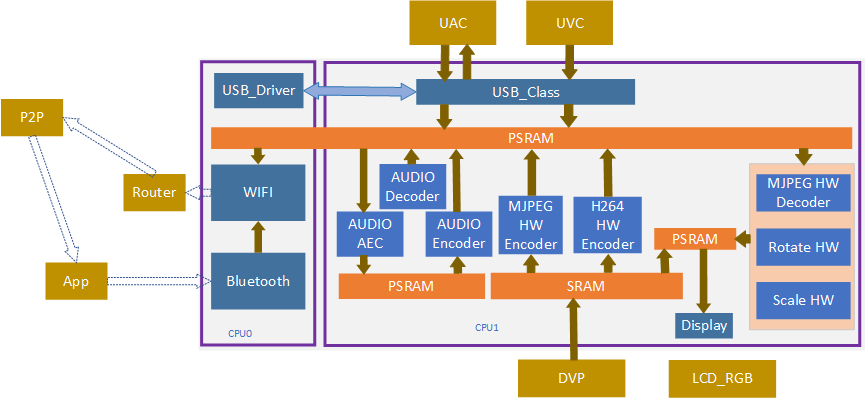 UAC
UVC
USB_Driver
USB_Class
P2P
PSRAM
Router
WIFI
AUDIO
Decoder
MJPEG HW
Decoder
AUDIO
AEC
AUDIO
Encoder
MJPEG
HW
Encoder
H264
HW
Encoder
PSRAM
Rotate HW
App
Bluetooth
PSRAM
SRAM
Scale HW
Display
CPU0
CPU1
DVP
LCD_RGB